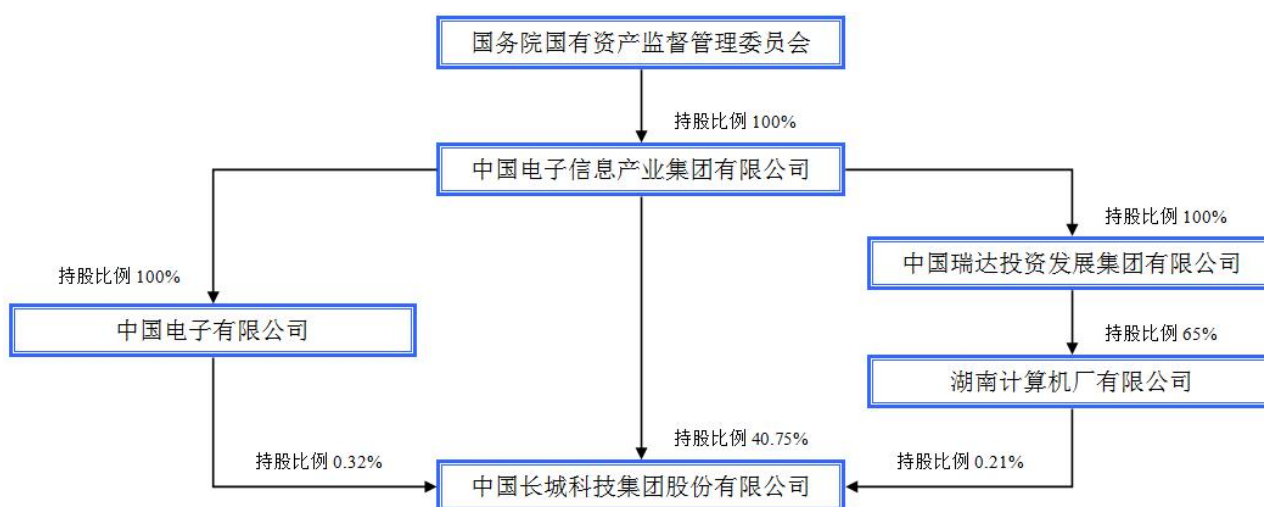 国务院国有资产监督管理委员会
持股比例 100%
中国电子信息产业集团有限公司
持股比例 100%
中国瑞达投资发展集团有限公司
持股比例 100%
中国电子有限公司
持股比例 65%
湖南计算机厂有限公司
持股比例 40.75%
持股比例 0.32%
持股比例 0.21%
中国长城科技集团股份有限公司